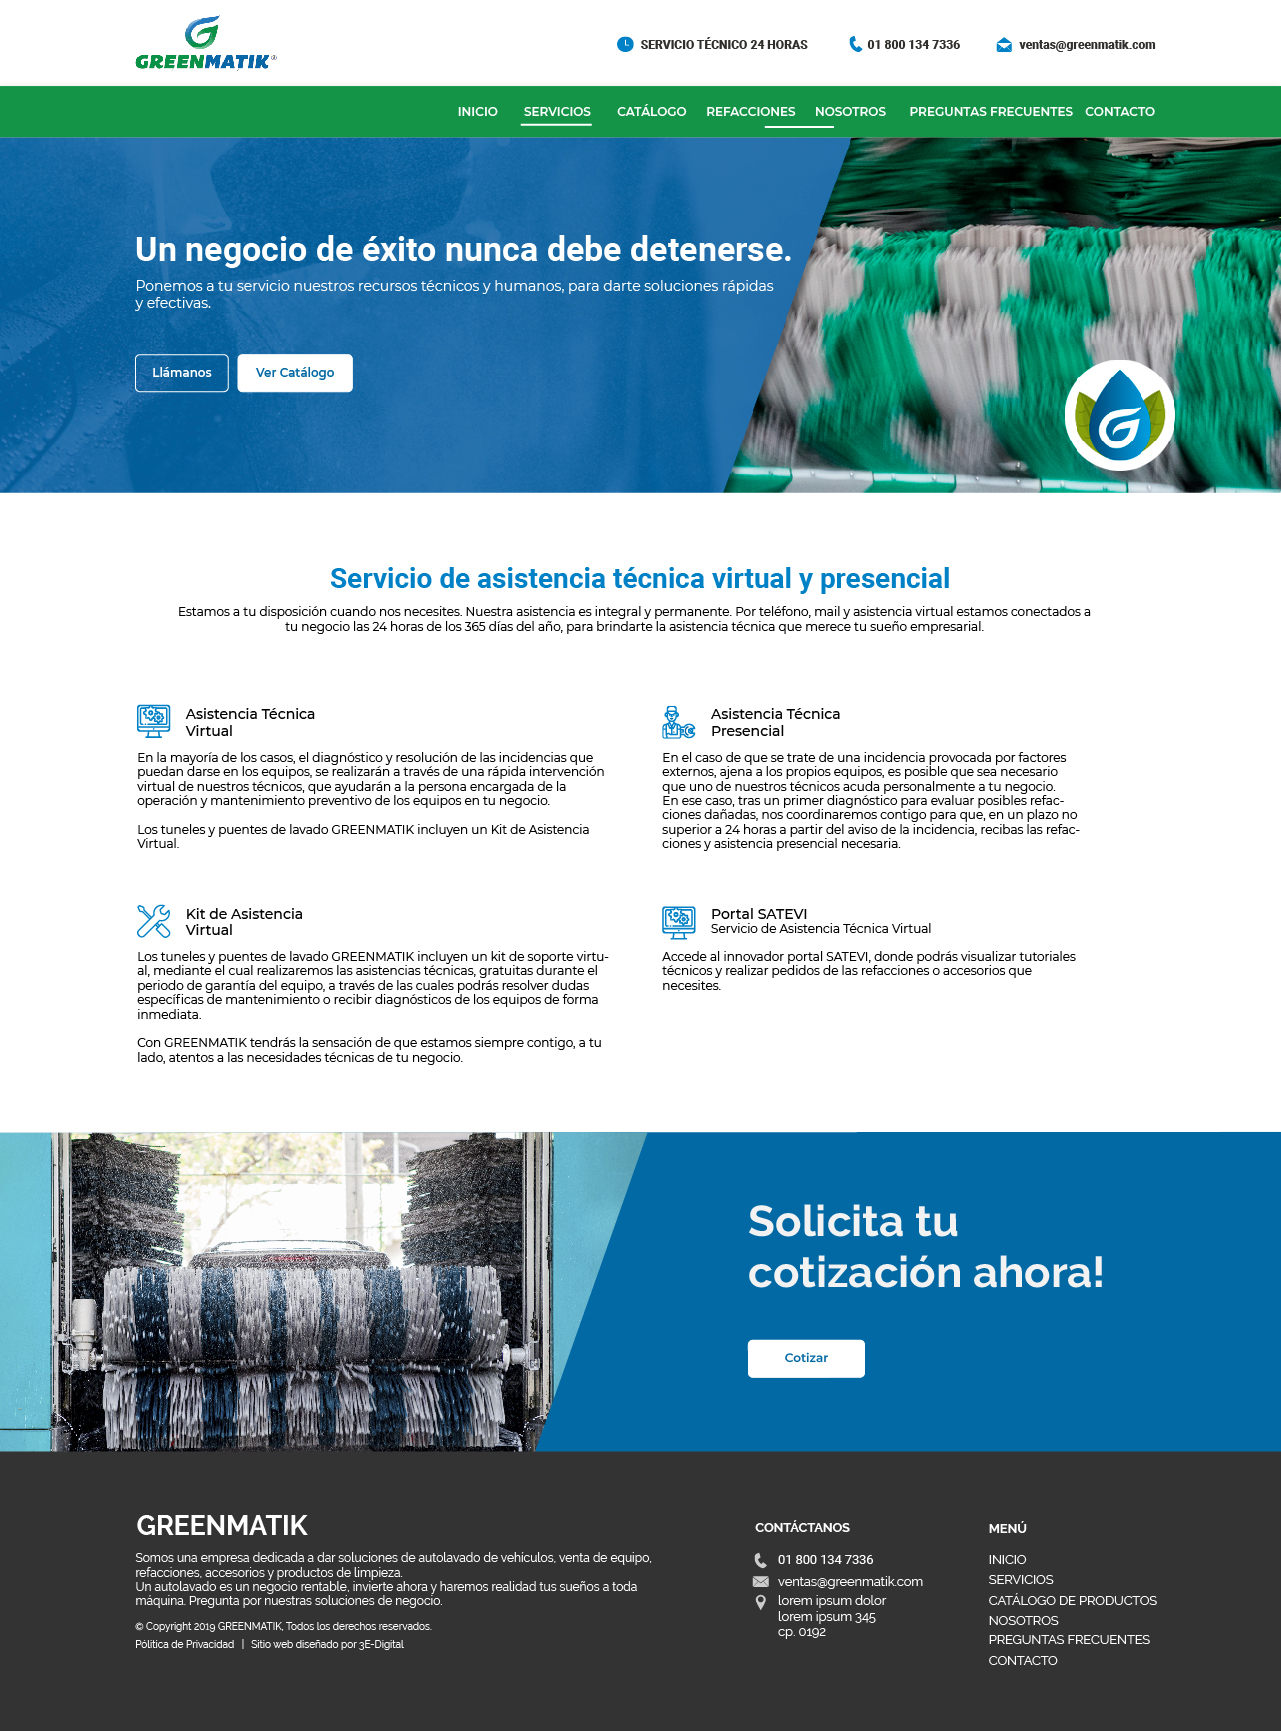 GREENMATIK®
SERVICIO TÉCNICO 24 HORAS
01 800 134 7336
ventas@greenmatik.com
INICIO SERVICIOS CATÁLOGO REFACCIONES NOSOTROS PREGUNTAS FRECUENTES CONTACTO
Un negocio de éxito nunca debe detenerse.
Ponemos a tu servicio nuestros recursos técnicos y humanos, para darte soluciones rápidas
y efectivas.
Llámanos
Ver Catálogo
Servicio de asistencia técnica virtual y presencial
Estamos a tu disposición cuando nos necesites. Nuestra asistencia es integral y permanente. Por teléfono, mail y asistencia virtual estamos conectados a
tu negocio las 24 horas de los 365 días del año, para brindarte la asistencia técnica que merece tu sueño empresarial.
Asistencia Técnica
Virtual
En la mayoría de los casos, el diagnóstico y resolución de las incidencias que
puedan darse en los equipos, se realizarán a través de una rápida intervención
virtual de nuestros técnicos, que ayudarán a la persona encargada de la
operación y mantenimiento preventivo de los equipos en tu negocio.
Los tuneles y puentes de lavado GREENMATIK incluyen un Kit de Asistencia
Virtual.
Asistencia Técnica
Presencial
En el caso de que se trate de una incidencia provocada por factores
externos, ajena a los propios equipos, es posible que sea necesario
que uno de nuestros técnicos acuda personalmente a tu negocio.
En ese caso, tras un primer diagnóstico para evaluar posibles refac-
ciones dañadas, nos coordinaremos contigo para que, en un plazo no
superior a 24 horas a partir del aviso de la incidencia, recibas las refac-
ciones y asistencia presencial necesaria.
Kit de Asistencia
Virtual
Los tuneles y puentes de lavado GREENMATIK incluyen un kit de soporte virtu-
al, mediante el cual realizaremos las asistencias técnicas, gratuitas durante el
periodo de garantía del equipo, a través de las cuales podrás resolver dudas
específicas de mantenimiento o recibir diagnósticos de los equipos de forma
inmediata.
Con GREENMATIK tendrás la sensación de que estamos siempre contigo, a tu
lado, atentos a las necesidades técnicas de tu negocio.
Portal SATEVI
Servicio de Asistencia Técnica Virtual
Accede al innovador portal SATEVI, donde podrás visualizar tutoriales
técnicos y realizar pedidos de las refacciones o accesorios que
necesites.
Solicita tu
cotización ahora!
Cotizar
GREENMATIK
Somos una empresa dedicada a dar soluciones de autolavado de vehículos, venta de equipo,
refacciones, accesorios y productos de limpieza.
Un autolavado es un negocio rentable, invierte ahora y haremos realidad tus sueños a toda
máquina. Pregunta por nuestras soluciones de negocio.
© Copyright 2019 GREENMATIK, Todos los derechos reservados.
Pólitica de Privacidad | Sitio web diseñado por 3E-Digital
CONTÁCTANOS
01 800 134 7336
ventas@greenmatik.com
lorem ipsum dolor
lorem ipsum 345
cp. 0192
MENÚ
INICIO
SERVICIOS
CATÁLOGO DE PRODUCTOS
NOSOTROS
PREGUNTAS FRECUENTES
CONTACTO